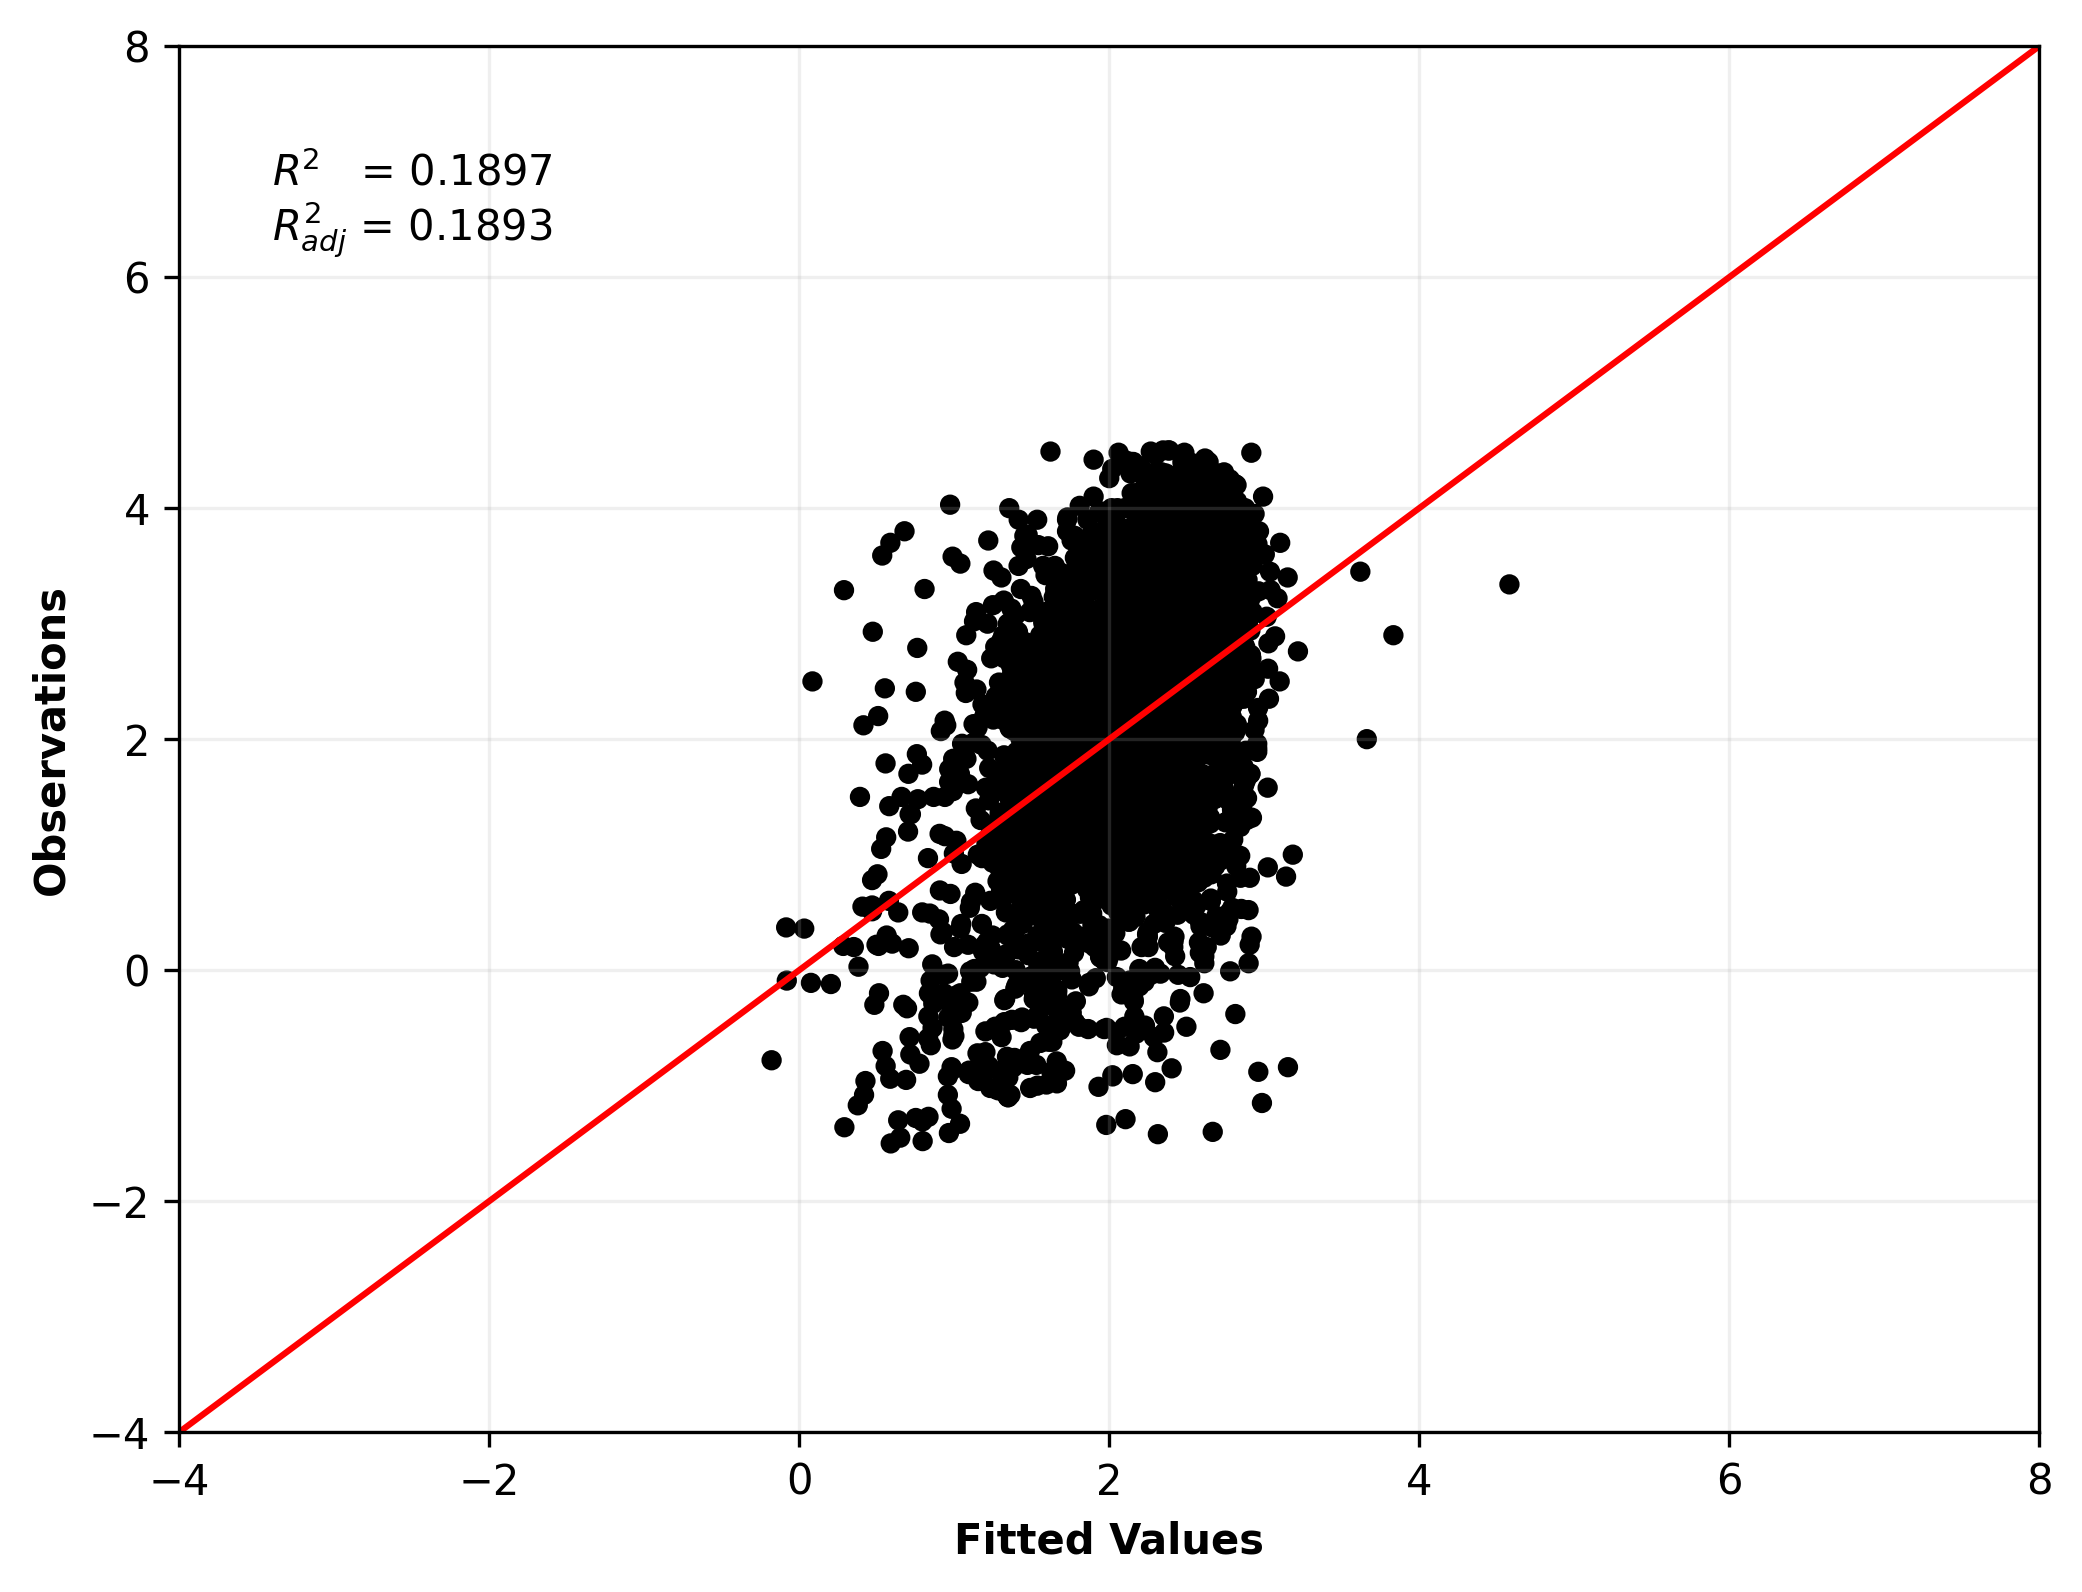 8
6
4
2
0
−2
−4
R² = 0.1897
R²adj = 0.1893
Observations
−4 −2 0 2 4 6 8
Fitted Values